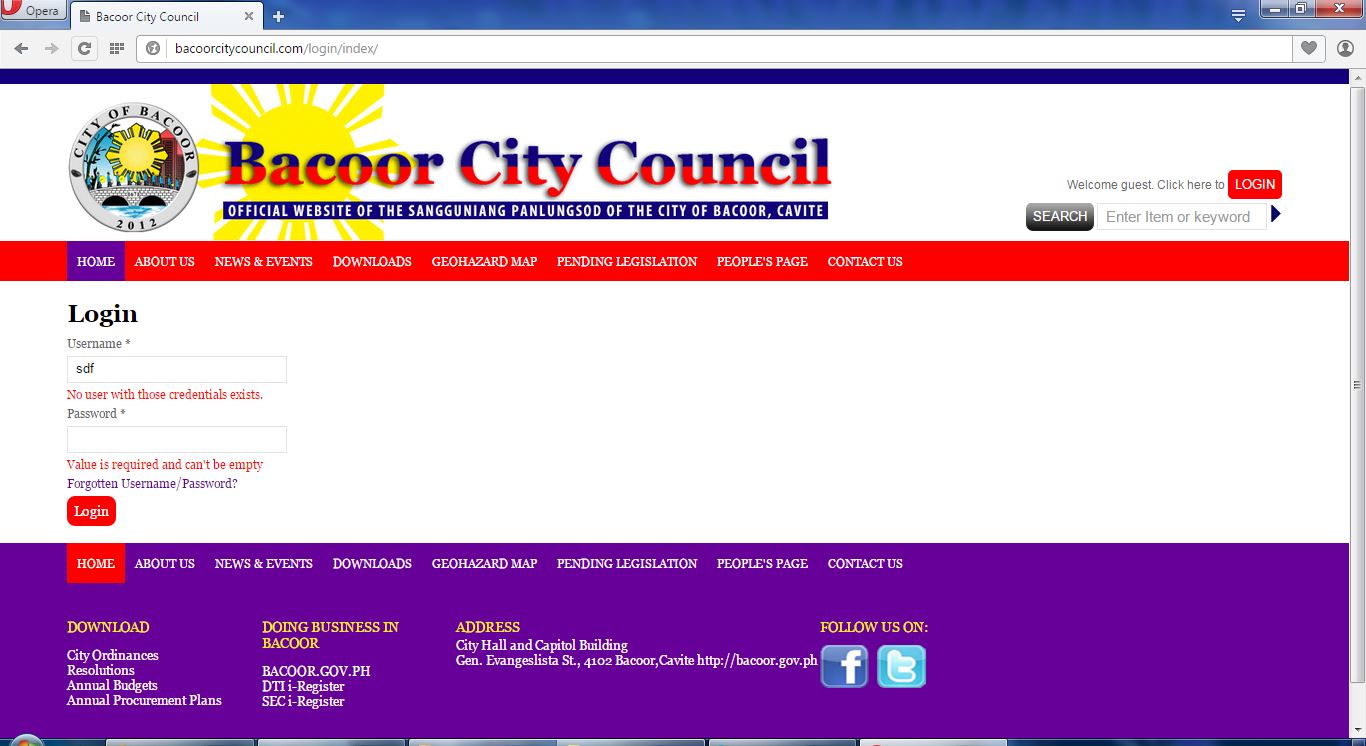 Opera
Bacoor City Council
bacoorcitycouncil.com/login/index/
CITY OF BACOOR
2012
Bacoor City Council
OFFICIAL WEBSITE OF THE SANGGUNIANG PANLUNGSOD OF THE CITY OF BACOOR, CAVITE
Welcome guest. Click here to LOGIN
SEARCH Enter Item or keyword
HOME ABOUT US NEWS & EVENTS DOWNLOADS GEOHAZARD MAP PENDING LEGISLATION PEOPLE'S PAGE CONTACT US
Login
Username *
sdf
No user with those credentials exists.
Password *
Value is required and can't be empty
Forgotten Username/Password?
Login
HOME ABOUT US NEWS & EVENTS DOWNLOADS GEOHAZARD MAP PENDING LEGISLATION PEOPLE'S PAGE CONTACT US
DOWNLOAD
City Ordinances
Resolutions
Annual Budgets
Annual Procurement Plans
DOING BUSINESS IN
BACOOR
BACOOR.GOV.PH
DTI i-Register
SEC i-Register
ADDRESS
City Hall and Capitol Building
Gen. Evangeslista St., 4102 Bacoor,Cavite http://bacoor.gov.ph
FOLLOW US ON: